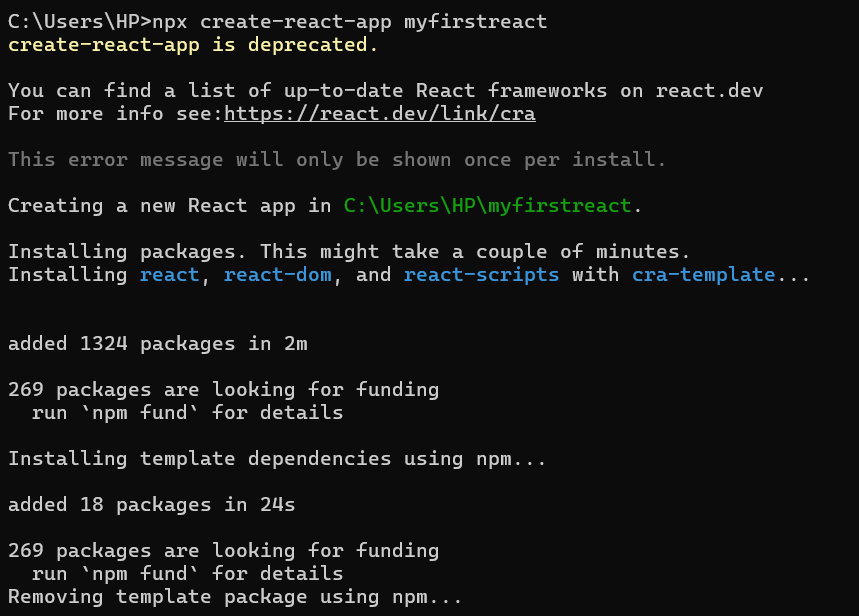 C:\Users\HP>npx create-react-app myfirstreact
create-react-app is deprecated.
You can find a list of up-to-date React frameworks on react.dev
For more info see:https://react.dev/link/cra
This error message will only be shown once per install.
Creating a new React app in C:\Users\HP\myfirstreact.
Installing packages. This might take a couple of minutes.
Installing react, react-dom, and react-scripts with cra-template...
added 1324 packages in 2m
269 packages are looking for funding
  run `npm fund` for details
Installing template dependencies using npm...
added 18 packages in 24s
269 packages are looking for funding
  run `npm fund` for details
Removing template package using npm...